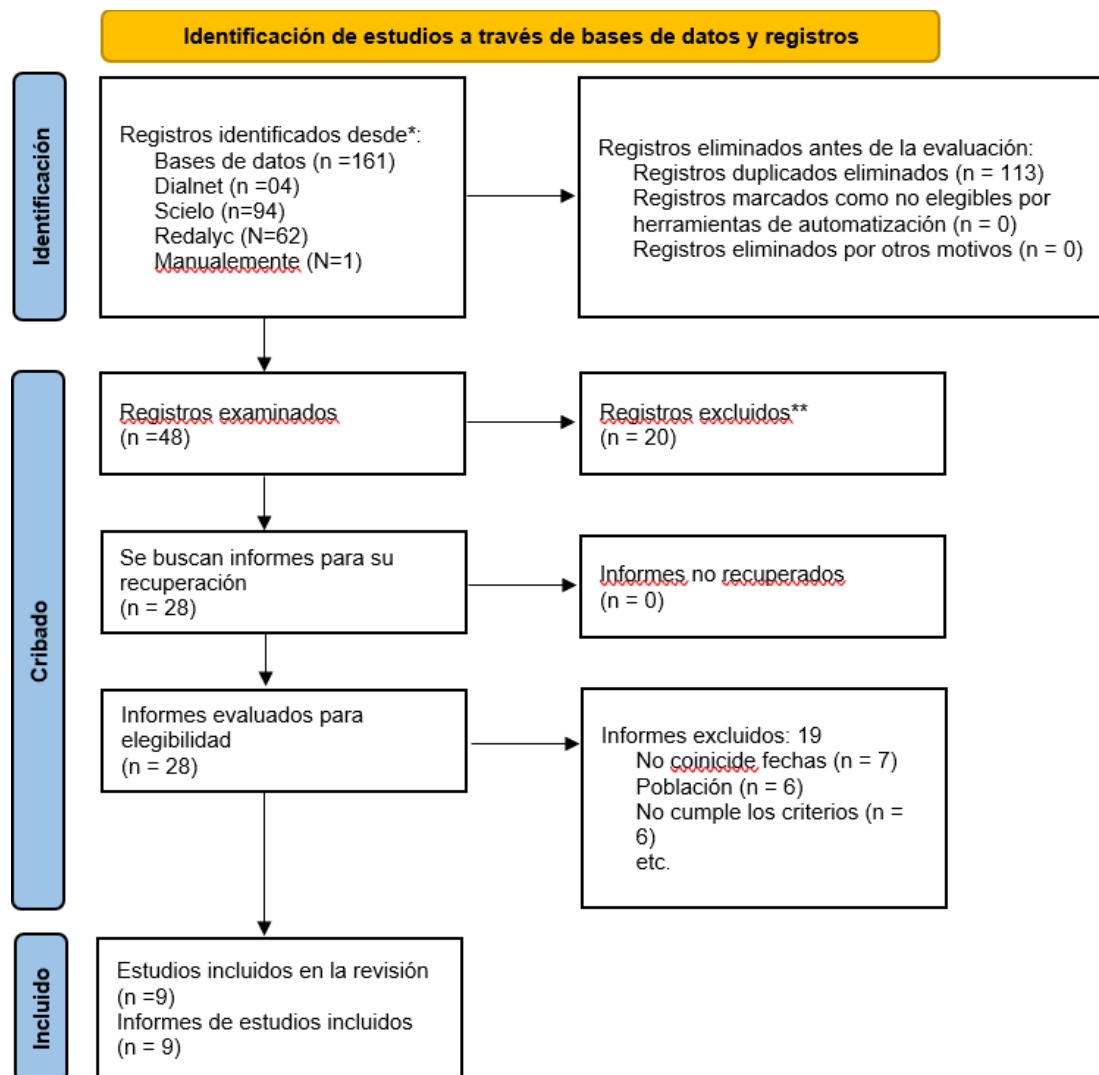 Identificación de estudios a través de bases de datos y registros
Identificación
Registros identificados desde*:
Bases de datos (n =161)
Dialnet (n =04)
Scielo (n=94)
Redalyc (N=62)
Manualemente (N=1)
Registros eliminados antes de la evaluación:
Registros duplicados eliminados (n = 113)
Registros marcados como no elegibles por
herramientas de automatización (n = 0)
Registros eliminados por otros motivos (n = 0)
Cribado
Registros examinados
(n =48)
Registros excluidos**
(n = 20)
Se buscan informes para su
recuperación
(n = 28)
Informes no recuperados
(n = 0)
Informes evaluados para
elegibilidad
(n = 28)
Informes excluidos: 19
No coinicide fechas (n = 7)
Población (n = 6)
No cumple los criterios (n =
6)
etc.
Incluido
Estudios incluidos en la revisión
(n =9)
Informes de estudios incluidos
(n = 9)